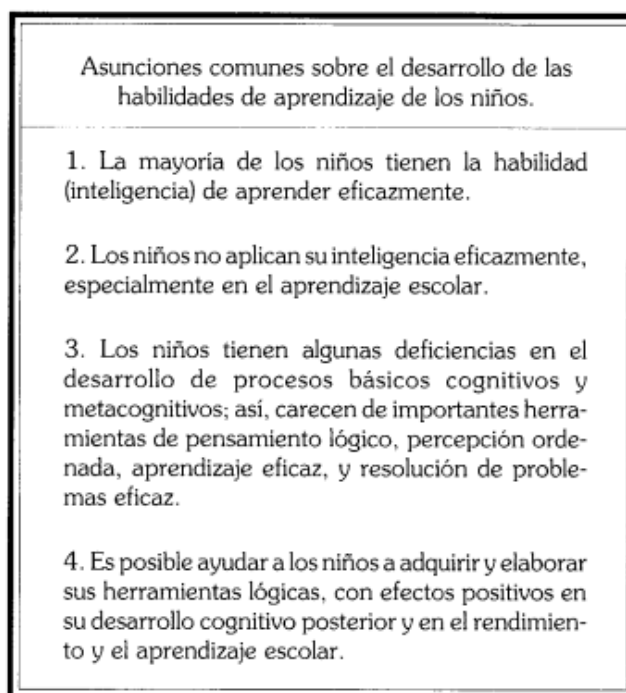 Asunciones comunes sobre el desarrollo de las
habilidades de aprendizaje de los niños.
1. La mayoría de los niños tienen la habilidad
(inteligencia) de aprender eficazmente.
2. Los niños no aplican su inteligencia eficazmente,
especialmente en el aprendizaje escolar.
3. Los niños tienen algunas deficiencias en el
desarrollo de procesos básicos cognitivos y
metacognitivos; así, carecen de importantes herra-
mientas de pensamiento lógico, percepción orde-
nada, aprendizaje eficaz, y resolución de proble-
mas eficaz.
4. Es posible ayudar a los niños a adquirir y elaborar
sus herramientas lógicas, con efectos positivos en
su desarrollo cognitivo posterior y en el rendimien-
to y el aprendizaje escolar.